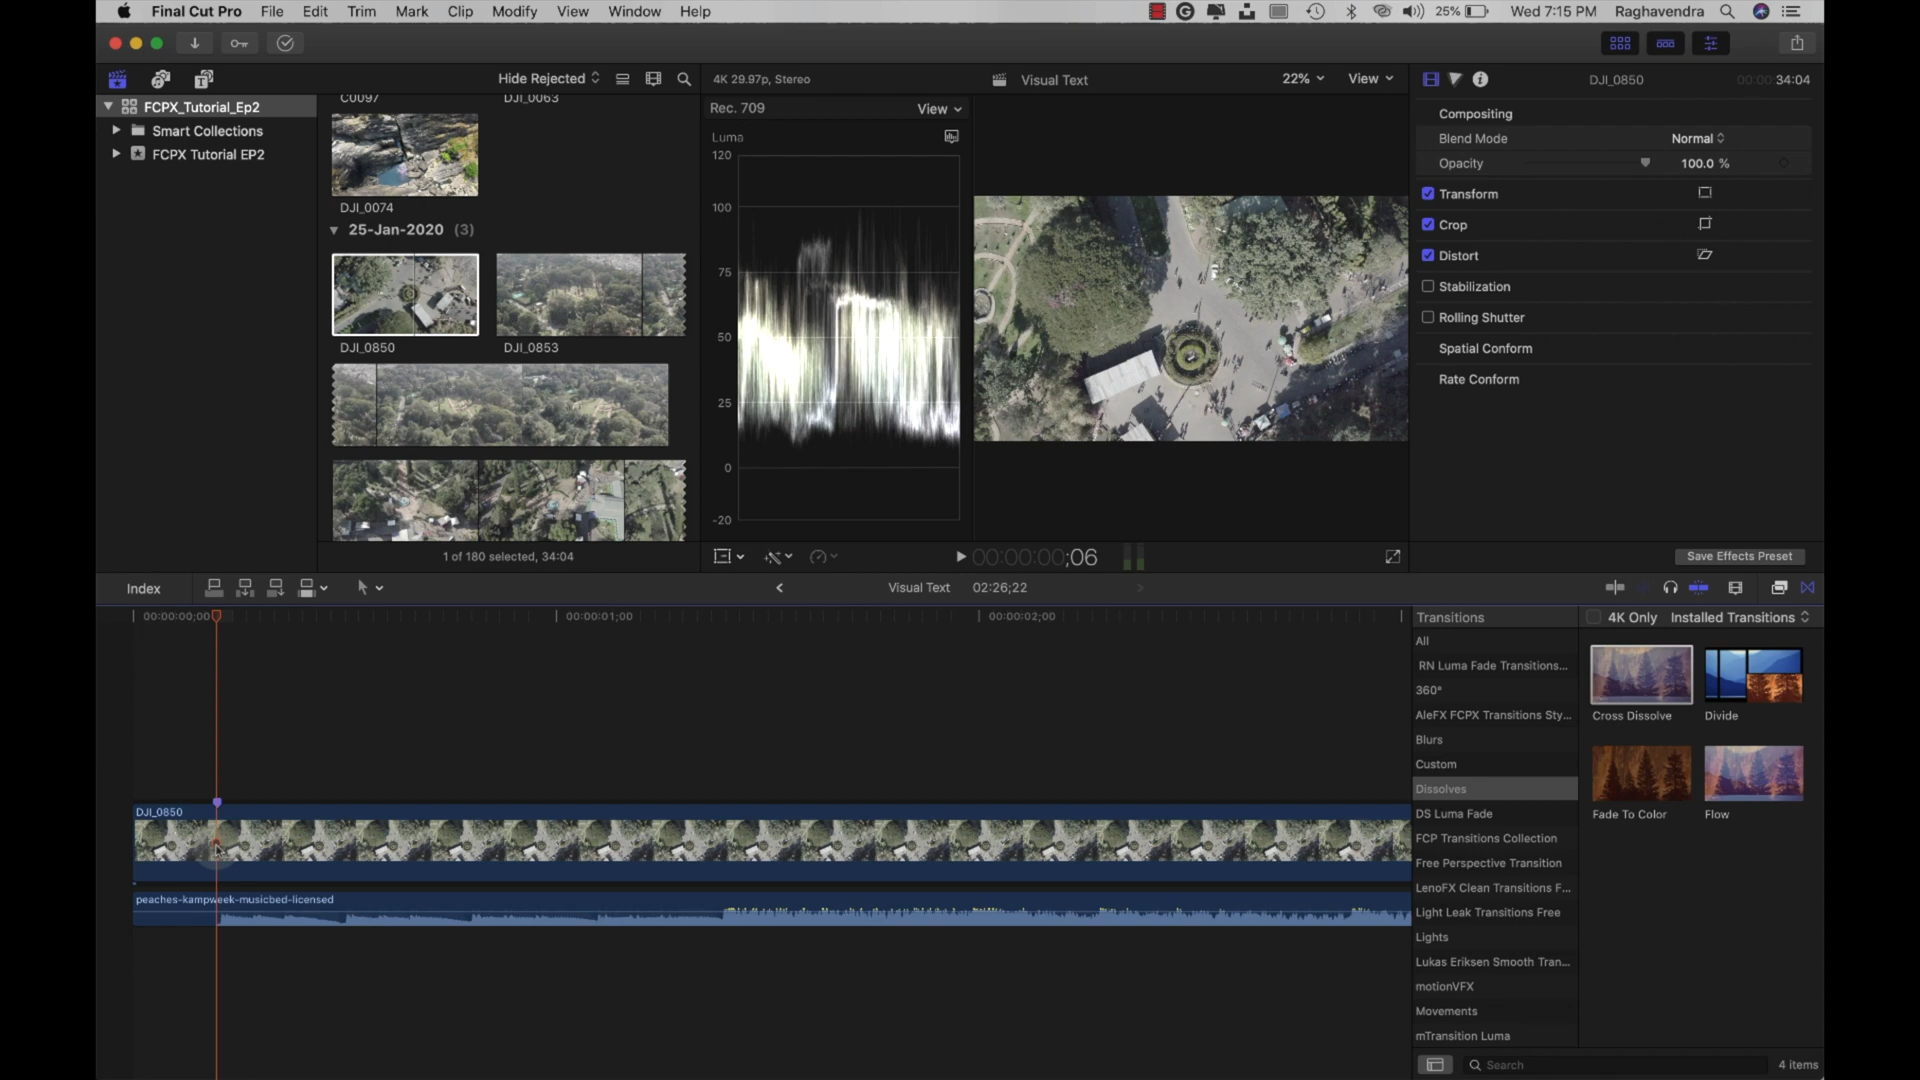 Final Cut Pro File Edit Trim Mark Clip Modify View Window Help 25% Wed 7:15 PM Raghavendra
Hide Rejected
4K 29.97p, Stereo Visual Text 22% View
DJI_0850 00:00:34:04
FCPX_Tutorial_Ep2
Smart Collections
FCPX Tutorial EP2
C0097 DJI_0063
DJI_0074
25-Jan-2020 (3)
DJI_0850 DJI_0853
1 of 180 selected, 34:04
Rec. 709 View
Luma
120
100
75
50
25
0
-20
00:00:00;06
Compositing
Blend Mode Normal
Opacity 100.0 %
Transform
Crop
Distort
Stabilization
Rolling Shutter
Spatial Conform
Rate Conform
Save Effects Preset
Index
Visual Text 02:26;22
00:00:00;00 00:00:01;00 00:00:02;00
DJI_0850
peaches-kampweek-musicbed-licensed
Transitions 4K Only Installed Transitions
All
RN Luma Fade Transitions...
360°
AleFX FCPX Transitions Sty...
Blurs
Custom
Dissolves
DS Luma Fade
FCP Transitions Collection
Free Perspective Transition
LenoFX Clean Transitions F...
Light Leak Transitions Free
Lights
Lukas Eriksen Smooth Tran...
motionVFX
Movements
mTransition Luma
Cross Dissolve Divide
Fade To Color Flow
Search 4 items